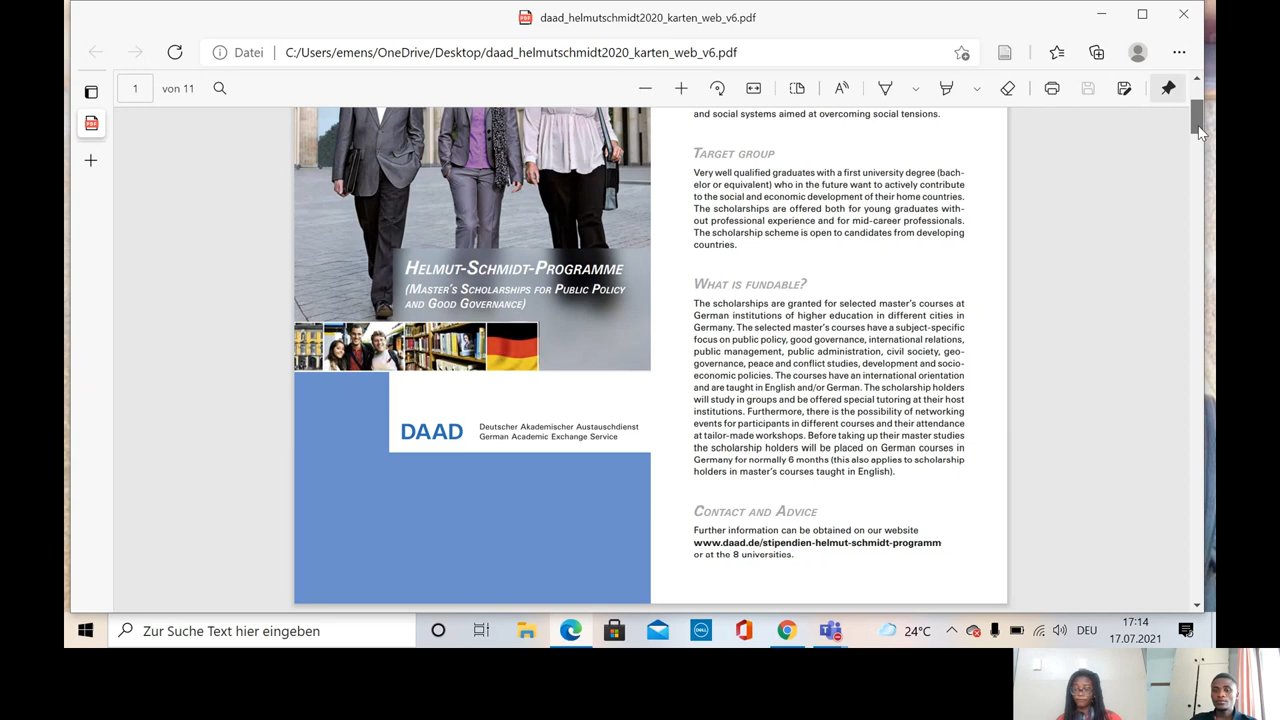 daad_helmutschmidt2020_karten_web_v6.pdf
Datei C:/Users/emens/OneDrive/Desktop/daad_helmutschmidt2020_karten_web_v6.pdf
1 von 11
HELMUT-SCHMIDT-PROGRAMME
(MASTER'S SCHOLARSHIPS FOR PUBLIC POLICY
AND GOOD GOVERNANCE)
DAAD
Deutscher Akademischer Austauschdienst
German Academic Exchange Service
and social systems aimed at overcoming social tensions.
TARGET GROUP
Very well qualified graduates with a first university degree (bach-
elor or equivalent) who in the future want to actively contribute
to the social and economic development of their home countries.
The scholarships are offered both for young graduates with-
out professional experience and for mid-career professionals.
The scholarship scheme is open to candidates from developing
countries.
WHAT IS FUNDABLE?
The scholarships are granted for selected master's courses at
German institutions of higher education in different cities in
Germany. The selected master's courses have a subject-specific
focus on public policy, good governance, international relations,
public management, public administration, civil society, geo-
governance, peace and conflict studies, development and socio-
economic policies. The courses have an international orientation
and are taught in English and/or German. The scholarship holders
will study in groups and be offered special tutoring at their host
institutions. Furthermore, there is the possibility of networking
events for participants in different courses and their attendance
at tailor-made workshops. Before taking up their master studies
the scholarship holders will be placed on German courses in
Germany for normally 6 months (this also applies to scholarship
holders in master's courses taught in English).
CONTACT AND ADVICE
Further information can be obtained on our website
www.daad.de/stipendien-helmut-schmidt-programm
or at the 8 universities.
Zur Suche Text hier eingeben
DELL
24°C
DEU
17:14
17.07.2021